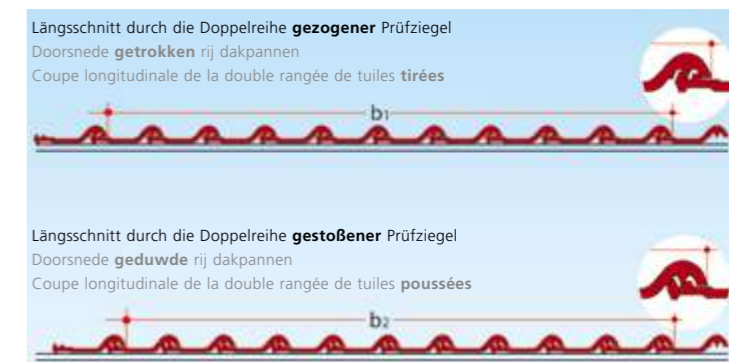 Längsschnitt durch die Doppelreihe gezogener Prüfziegel
Doorsnede getrokken rij dakpannen
Coupe longitudinale de la double rangée de tuiles tirées
b1
Längsschnitt durch die Doppelreihe gestoßener Prüfziegel
Doorsnede geduwde rij dakpannen
Coupe longitudinale de la double rangée de tuiles poussées
b2